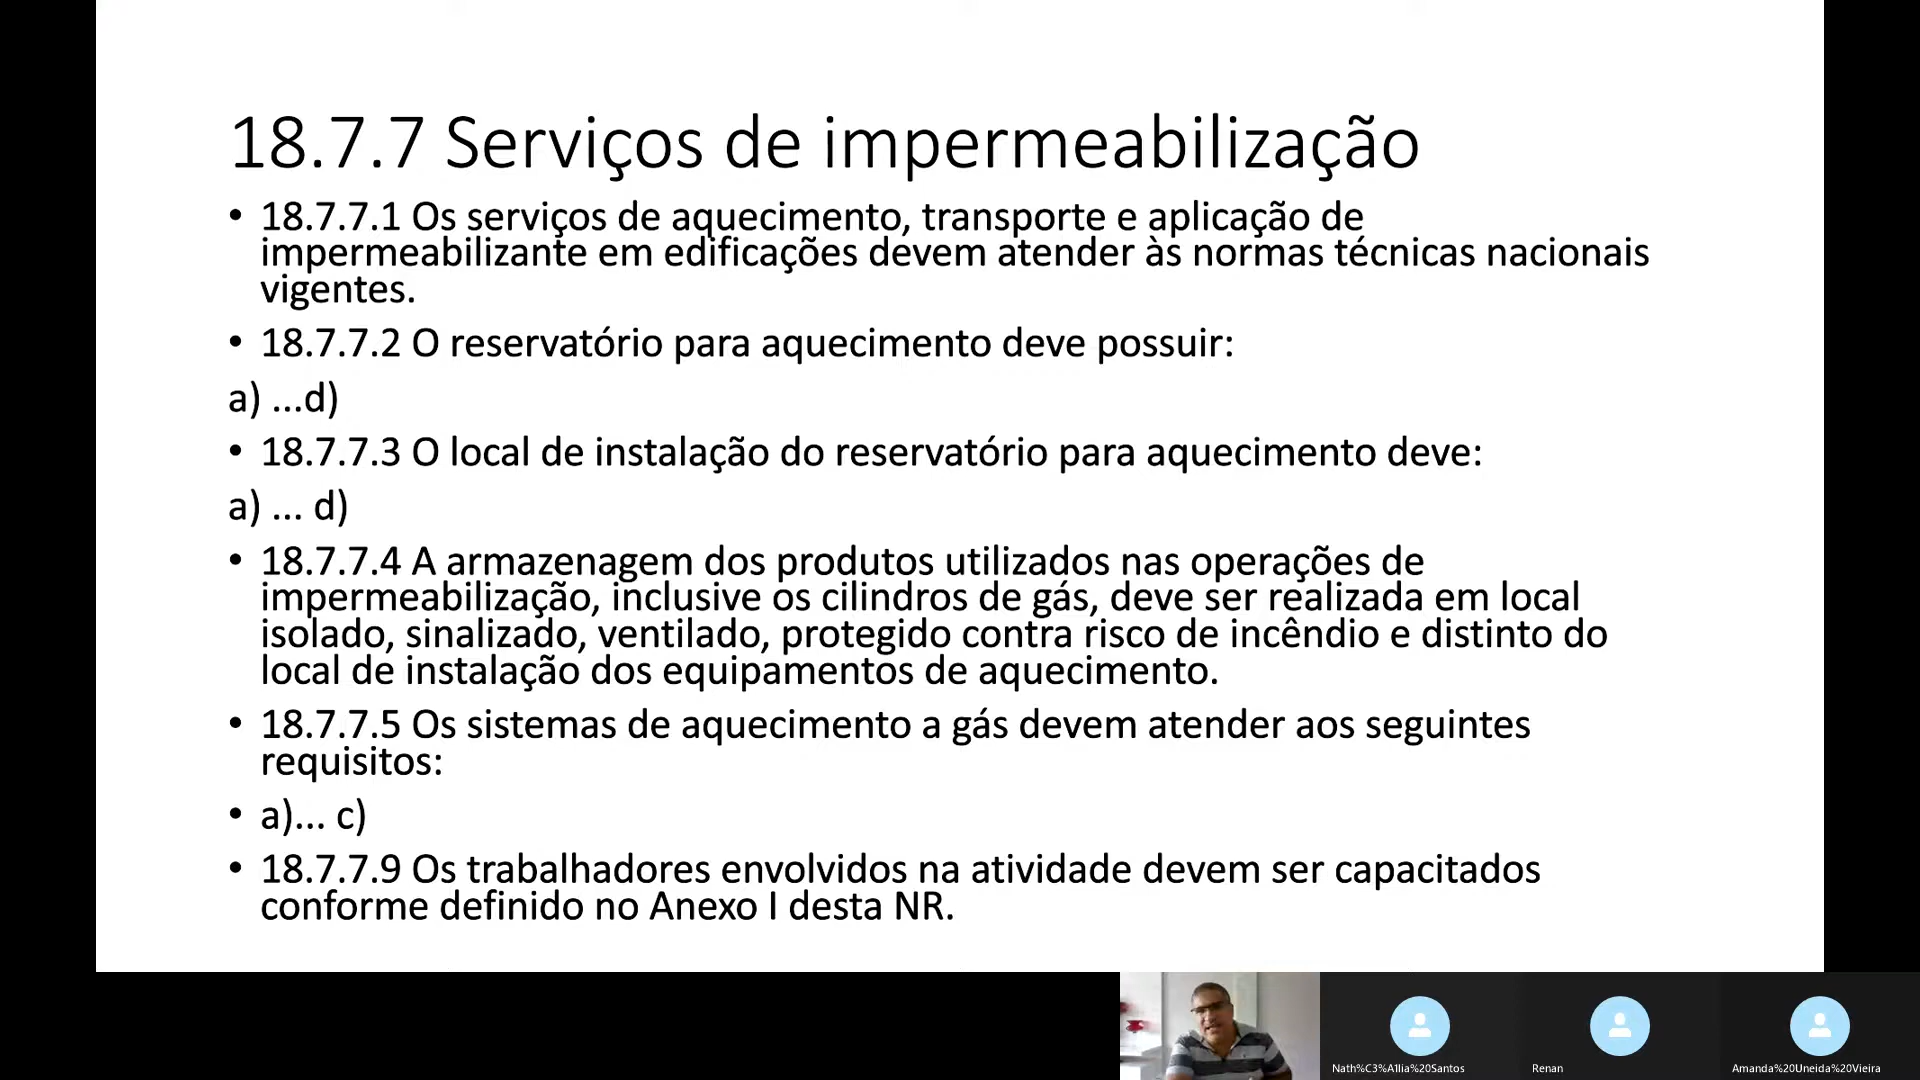 18.7.7 Serviços de impermeabilização
• 18.7.7.1 Os serviços de aquecimento, transporte e aplicação de
impermeabilizante em edificações devem atender às normas técnicas nacionais
vigentes.
• 18.7.7.2 O reservatório para aquecimento deve possuir:
a) ...d)
• 18.7.7.3 O local de instalação do reservatório para aquecimento deve:
a) ... d)
• 18.7.7.4 A armazenagem dos produtos utilizados nas operações de
impermeabilização, inclusive os cilindros de gás, deve ser realizada em local
isolado, sinalizado, ventilado, protegido contra risco de incêndio e distinto do
local de instalação dos equipamentos de aquecimento.
• 18.7.7.5 Os sistemas de aquecimento a gás devem atender aos seguintes
requisitos:
• a)... c)
• 18.7.7.9 Os trabalhadores envolvidos na atividade devem ser capacitados
conforme definido no Anexo I desta NR.
Nath%C3%A1lia%20Santos
Renan
Amanda%20Uneida%20Vieira